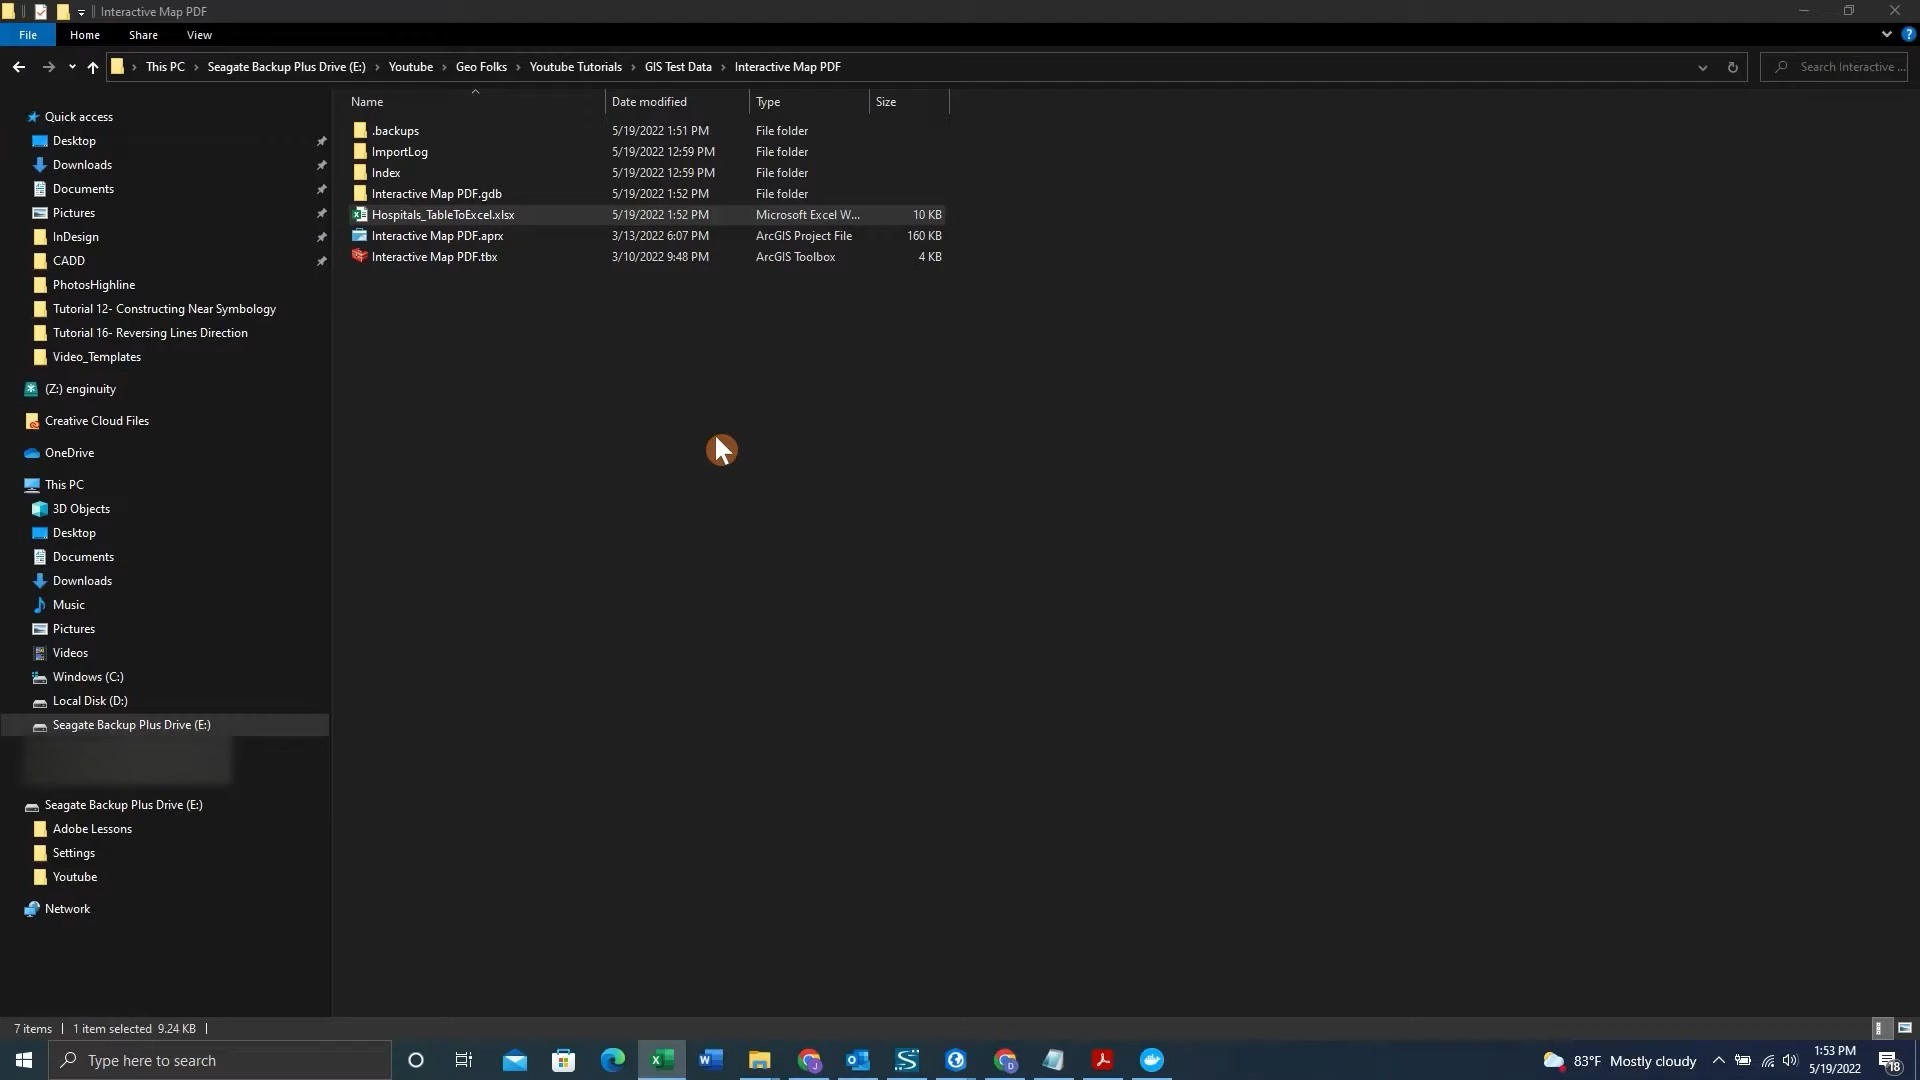 Interactive Map PDF
File Home Share View
This PC Seagate Backup Plus Drive (E:) Youtube Geo Folks Youtube Tutorials GIS Test Data Interactive Map PDF
Search Interactive ...
Name Date modified Type Size
.backups 5/19/2022 1:51 PM File folder
ImportLog 5/19/2022 12:59 PM File folder
Index 5/19/2022 12:59 PM File folder
Interactive Map PDF.gdb 5/19/2022 1:52 PM File folder
Hospitals_TableToExcel.xlsx 5/19/2022 1:52 PM Microsoft Excel W... 10 KB
Interactive Map PDF.aprx 3/13/2022 6:07 PM ArcGIS Project File 160 KB
Interactive Map PDF.tbx 3/10/2022 9:48 PM ArcGIS Toolbox 4 KB
Quick access
Desktop
Downloads
Documents
Pictures
InDesign
CADD
PhotosHighline
Tutorial 12- Constructing Near Symbology
Tutorial 16- Reversing Lines Direction
Video_Templates
(Z:) enginuity
Creative Cloud Files
OneDrive
This PC
3D Objects
Desktop
Documents
Downloads
Music
Pictures
Videos
Windows (C:)
Local Disk (D:)
Seagate Backup Plus Drive (E:)
Seagate Backup Plus Drive (E:)
Adobe Lessons
Settings
Youtube
Network
7 items 1 item selected 9.24 KB
Type here to search
83°F Mostly cloudy
1:53 PM
5/19/2022
18